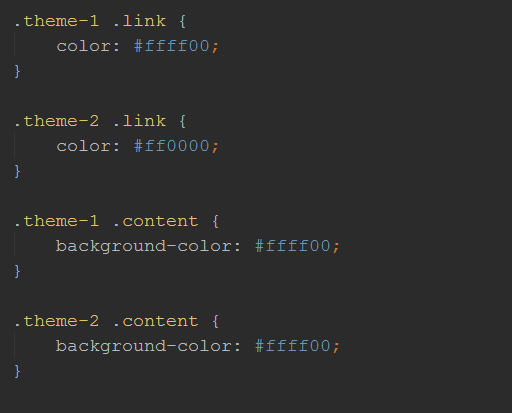 .theme-1 .link {
    color: #ffff00;
}

.theme-2 .link {
    color: #ff0000;
}

.theme-1 .content {
    background-color: #ffff00;
}

.theme-2 .content {
    background-color: #ffff00;
}